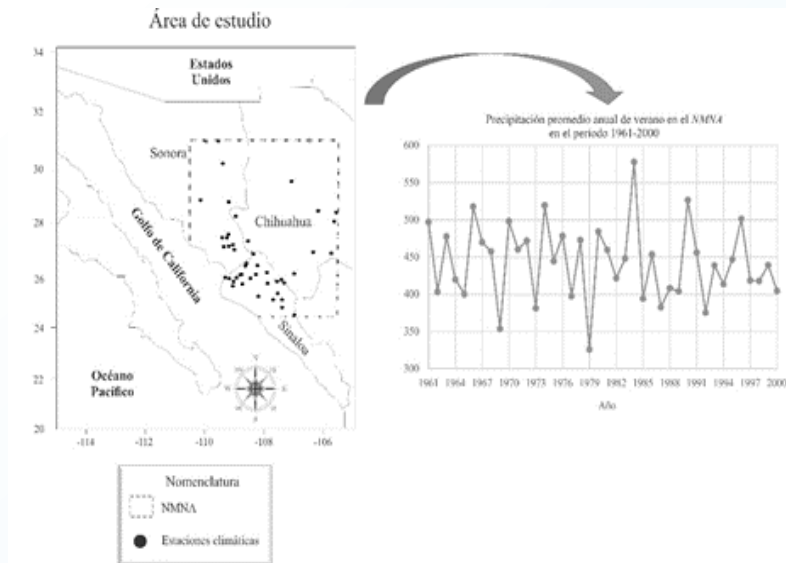 Área de estudio
34
32
30
28
26
24
22
20
-114
-112
-110
-108
-106
Estados
Unidos
Sonora
Chihuahua
Golfo de California
Sinaloa
Océano
Pacífico
N
W
E
S
Nomenclatura
NMNA
Estaciones climáticas
Precipitación promedio anual de verano en el NMNA
en el periodo 1961-2000
600
550
500
450
400
350
300
1961 1964 1967 1970 1973 1976 1979 1982 1985 1988 1991 1994 1997 2000
Año